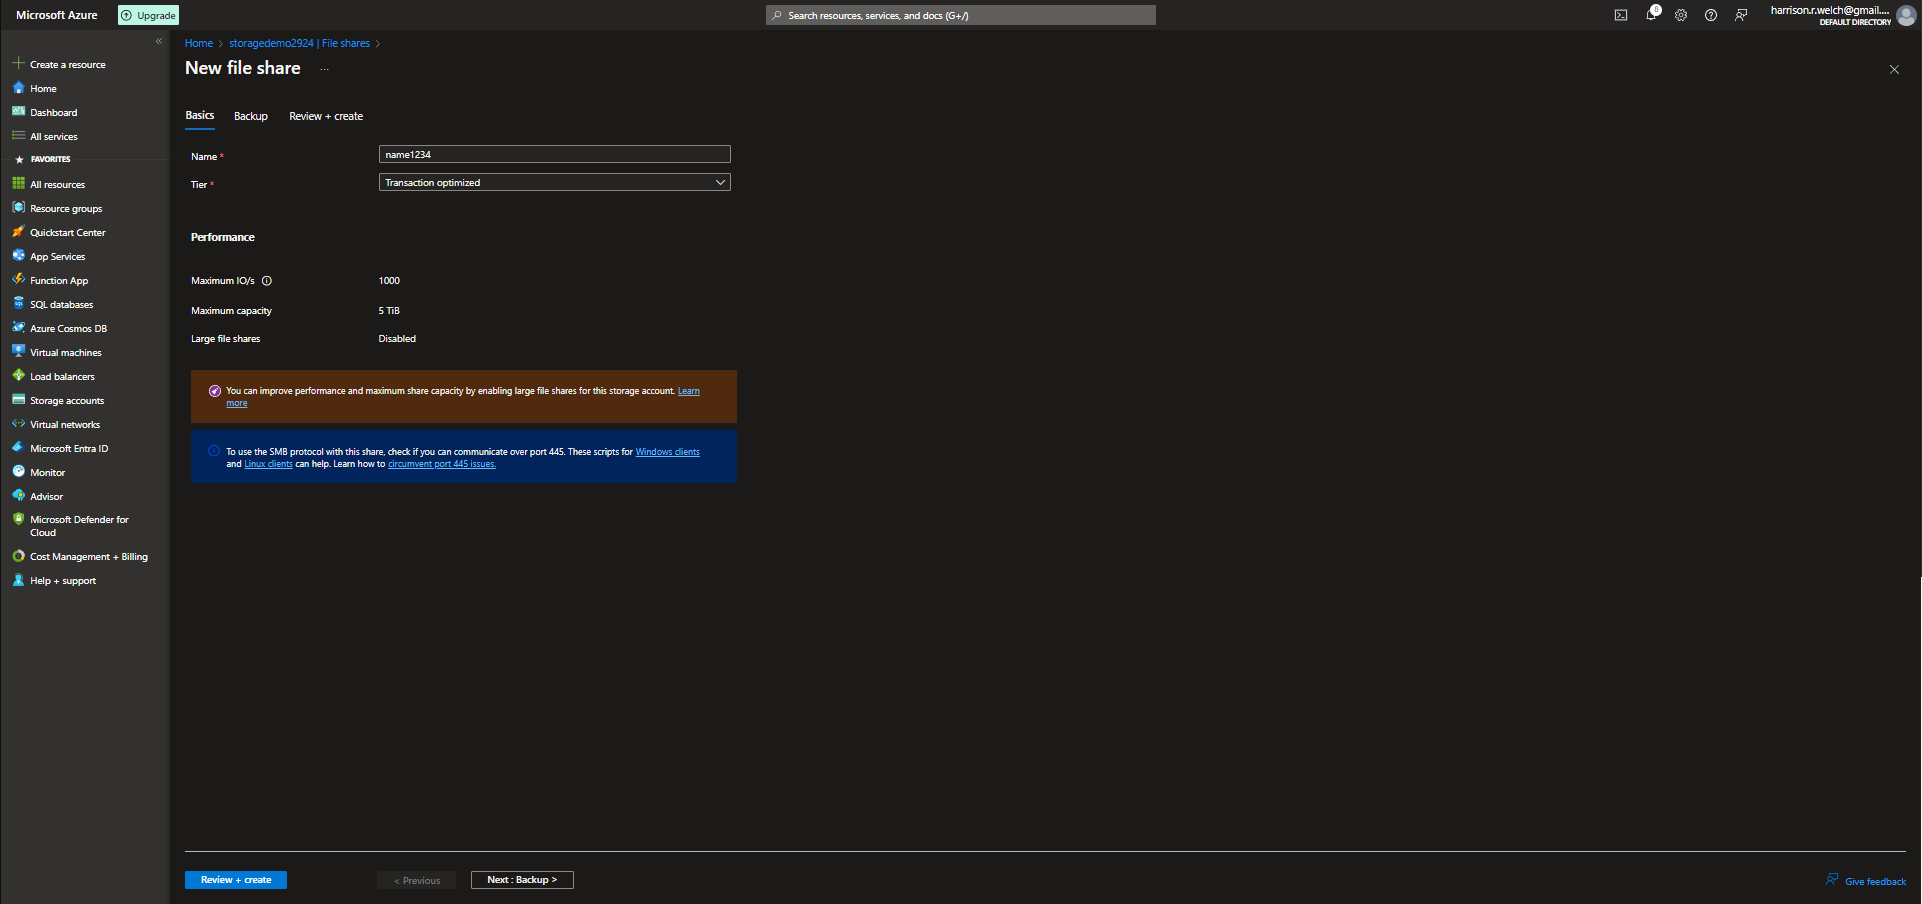 Microsoft Azure
Upgrade
Search resources, services, and docs (G+/)
8
harrison.r.welch@gmail....
DEFAULT DIRECTORY
«
Create a resource
Home
Dashboard
All services
FAVORITES
All resources
Resource groups
Quickstart Center
App Services
Function App
SQL databases
Azure Cosmos DB
Virtual machines
Load balancers
Storage accounts
Virtual networks
Microsoft Entra ID
Monitor
Advisor
Microsoft Defender for
Cloud
Cost Management + Billing
Help + support
Home > storagedemo2924 | File shares >
New file share ...
Basics Backup Review + create
Name * name1234
Tier * Transaction optimized
Performance
Maximum IO/s 1000
Maximum capacity 5 TiB
Large file shares Disabled
You can improve performance and maximum share capacity by enabling large file shares for this storage account. Learn
more
To use the SMB protocol with this share, check if you can communicate over port 445. These scripts for Windows clients
and Linux clients can help. Learn how to circumvent port 445 issues.
Review + create < Previous Next : Backup >
Give feedback